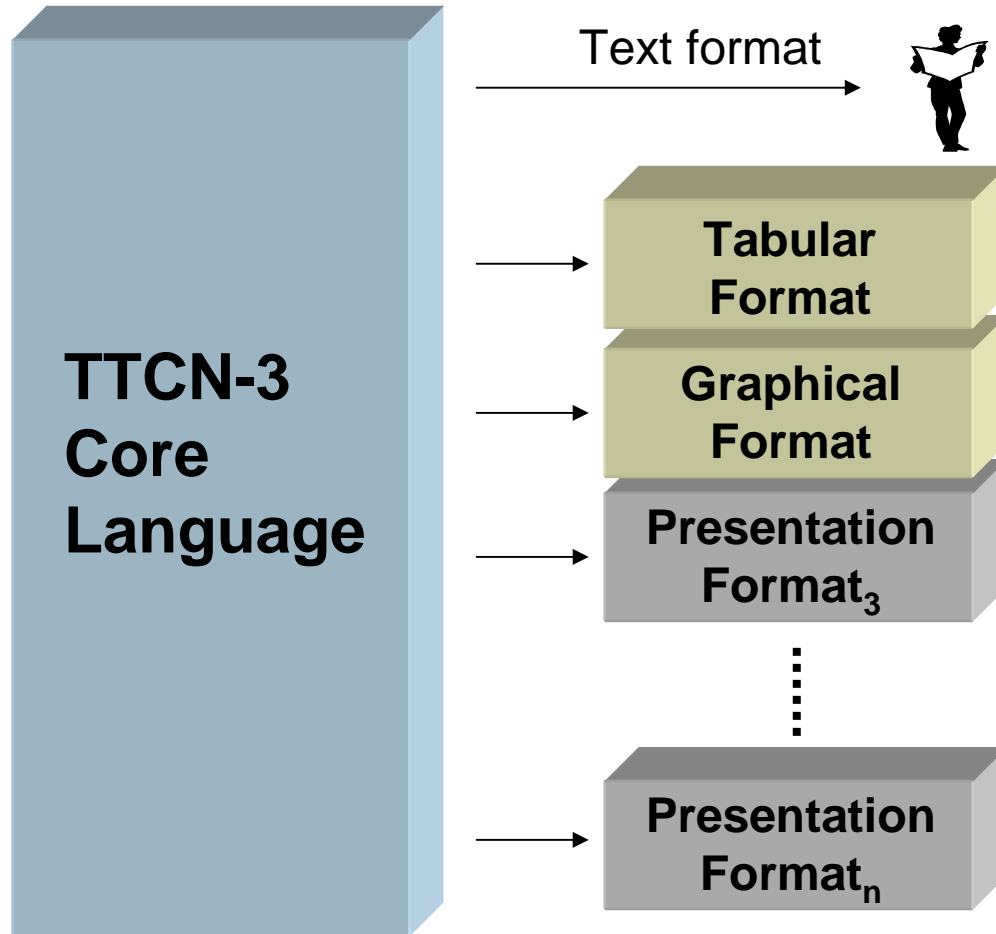 TTCN-3
Core
Language
Text format
Tabular
Format
Graphical
Format
Presentation
Format₃
Presentation
Formatₙ